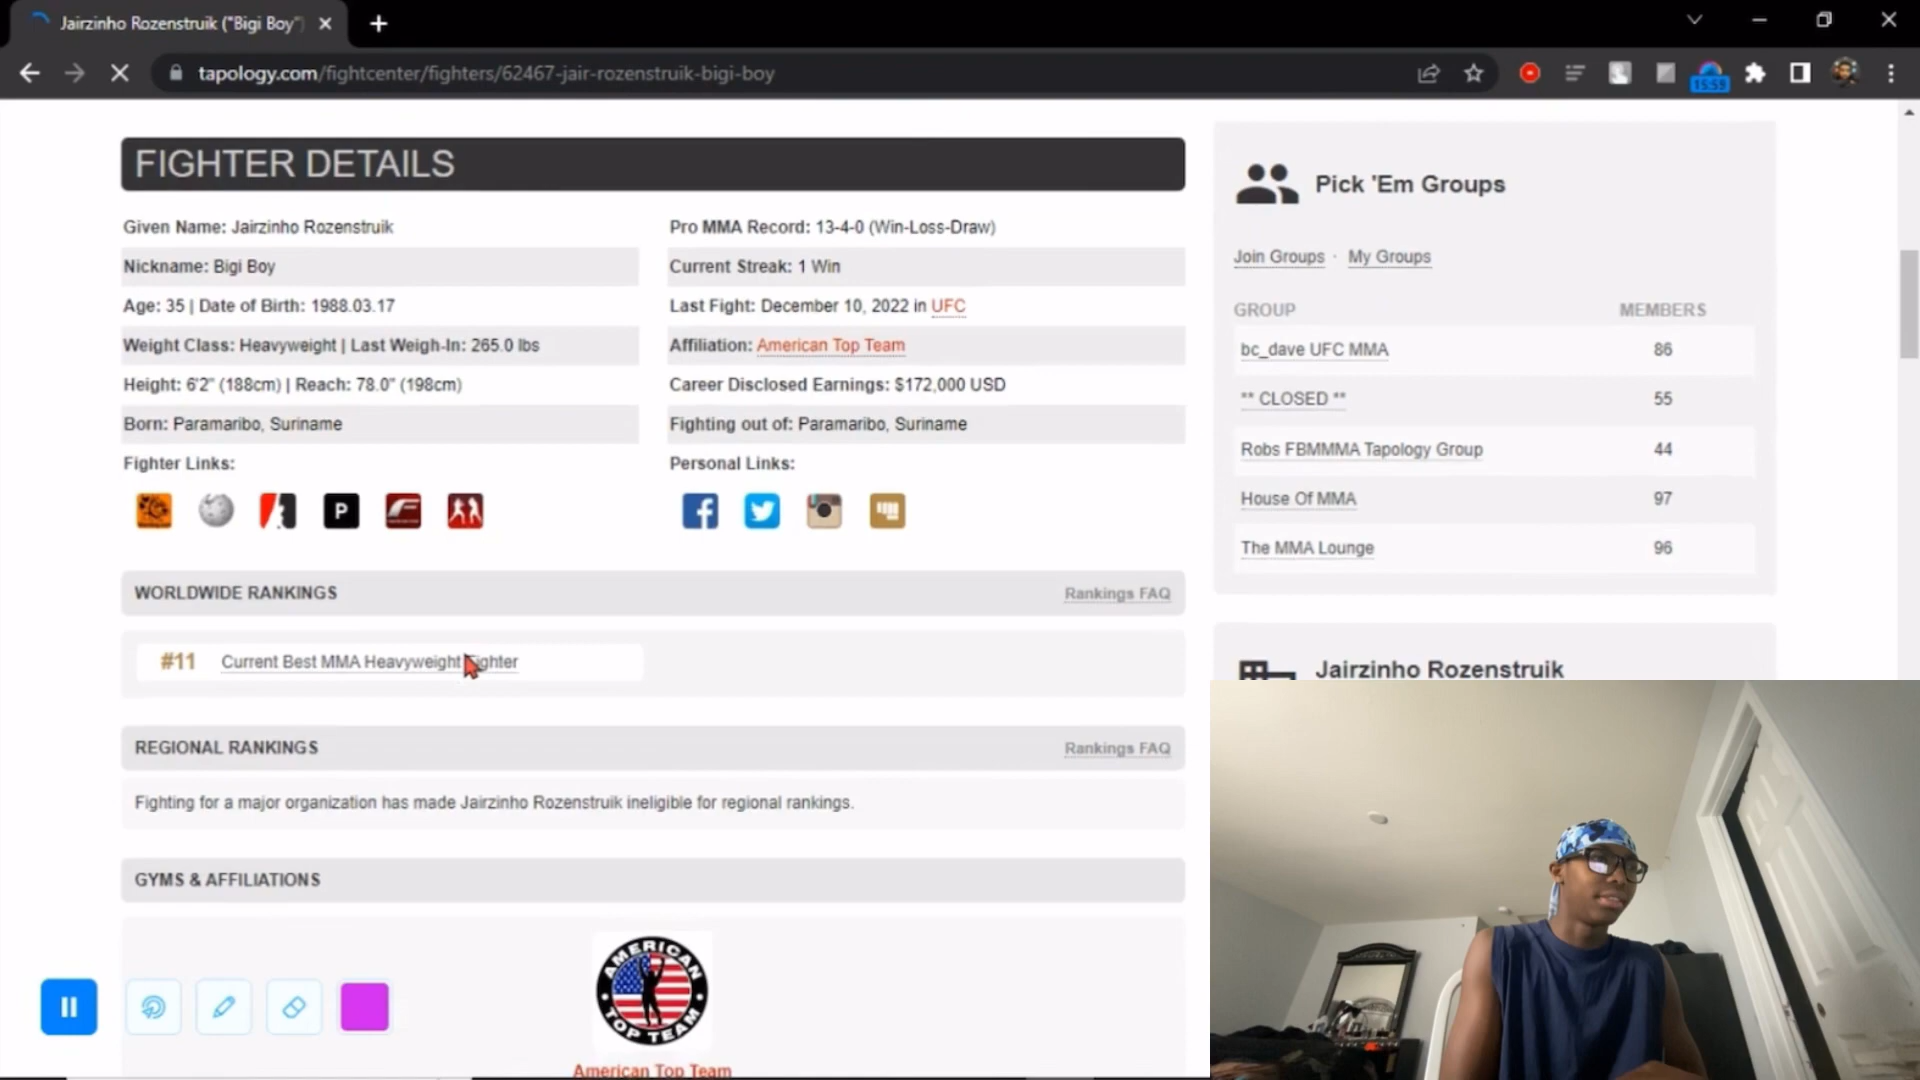 Jairzinho Rozenstruik ("Bigi Boy")
tapology.com/fightcenter/fighters/62467-jair-rozenstruik-bigi-boy
15:59
FIGHTER DETAILS
Given Name: Jairzinho Rozenstruik
Pro MMA Record: 13-4-0 (Win-Loss-Draw)
Nickname: Bigi Boy
Current Streak: 1 Win
Age: 35 | Date of Birth: 1988.03.17
Last Fight: December 10, 2022 in UFC
Weight Class: Heavyweight | Last Weigh-In: 265.0 lbs
Affiliation: American Top Team
Height: 6'2" (188cm) | Reach: 78.0" (198cm)
Career Disclosed Earnings: $172,000 USD
Born: Paramaribo, Suriname
Fighting out of: Paramaribo, Suriname
Fighter Links:
Personal Links:
P
WORLDWIDE RANKINGS
Rankings FAQ
#11 Current Best MMA Heavyweight Fighter
REGIONAL RANKINGS
Rankings FAQ
Fighting for a major organization has made Jairzinho Rozenstruik ineligible for regional rankings.
GYMS & AFFILIATIONS
AMERICAN
TOP TEAM
American Top Team
Pick 'Em Groups
Join Groups · My Groups
GROUP MEMBERS
bc_dave UFC MMA 86
** CLOSED ** 55
Robs FBMMMA Tapology Group 44
House Of MMA 97
The MMA Lounge 96
Jairzinho Rozenstruik